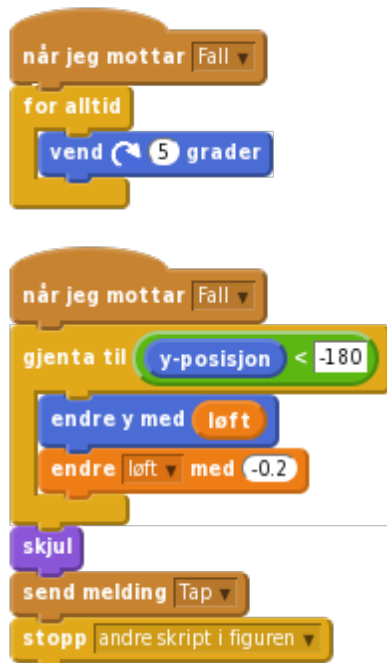 når jeg mottar Fall
for alltid
vend 5 grader
når jeg mottar Fall
gjenta til y-posisjon < -180
endre y med løft
endre løft med -0.2
skjul
send melding Tap
stopp andre skript i figuren